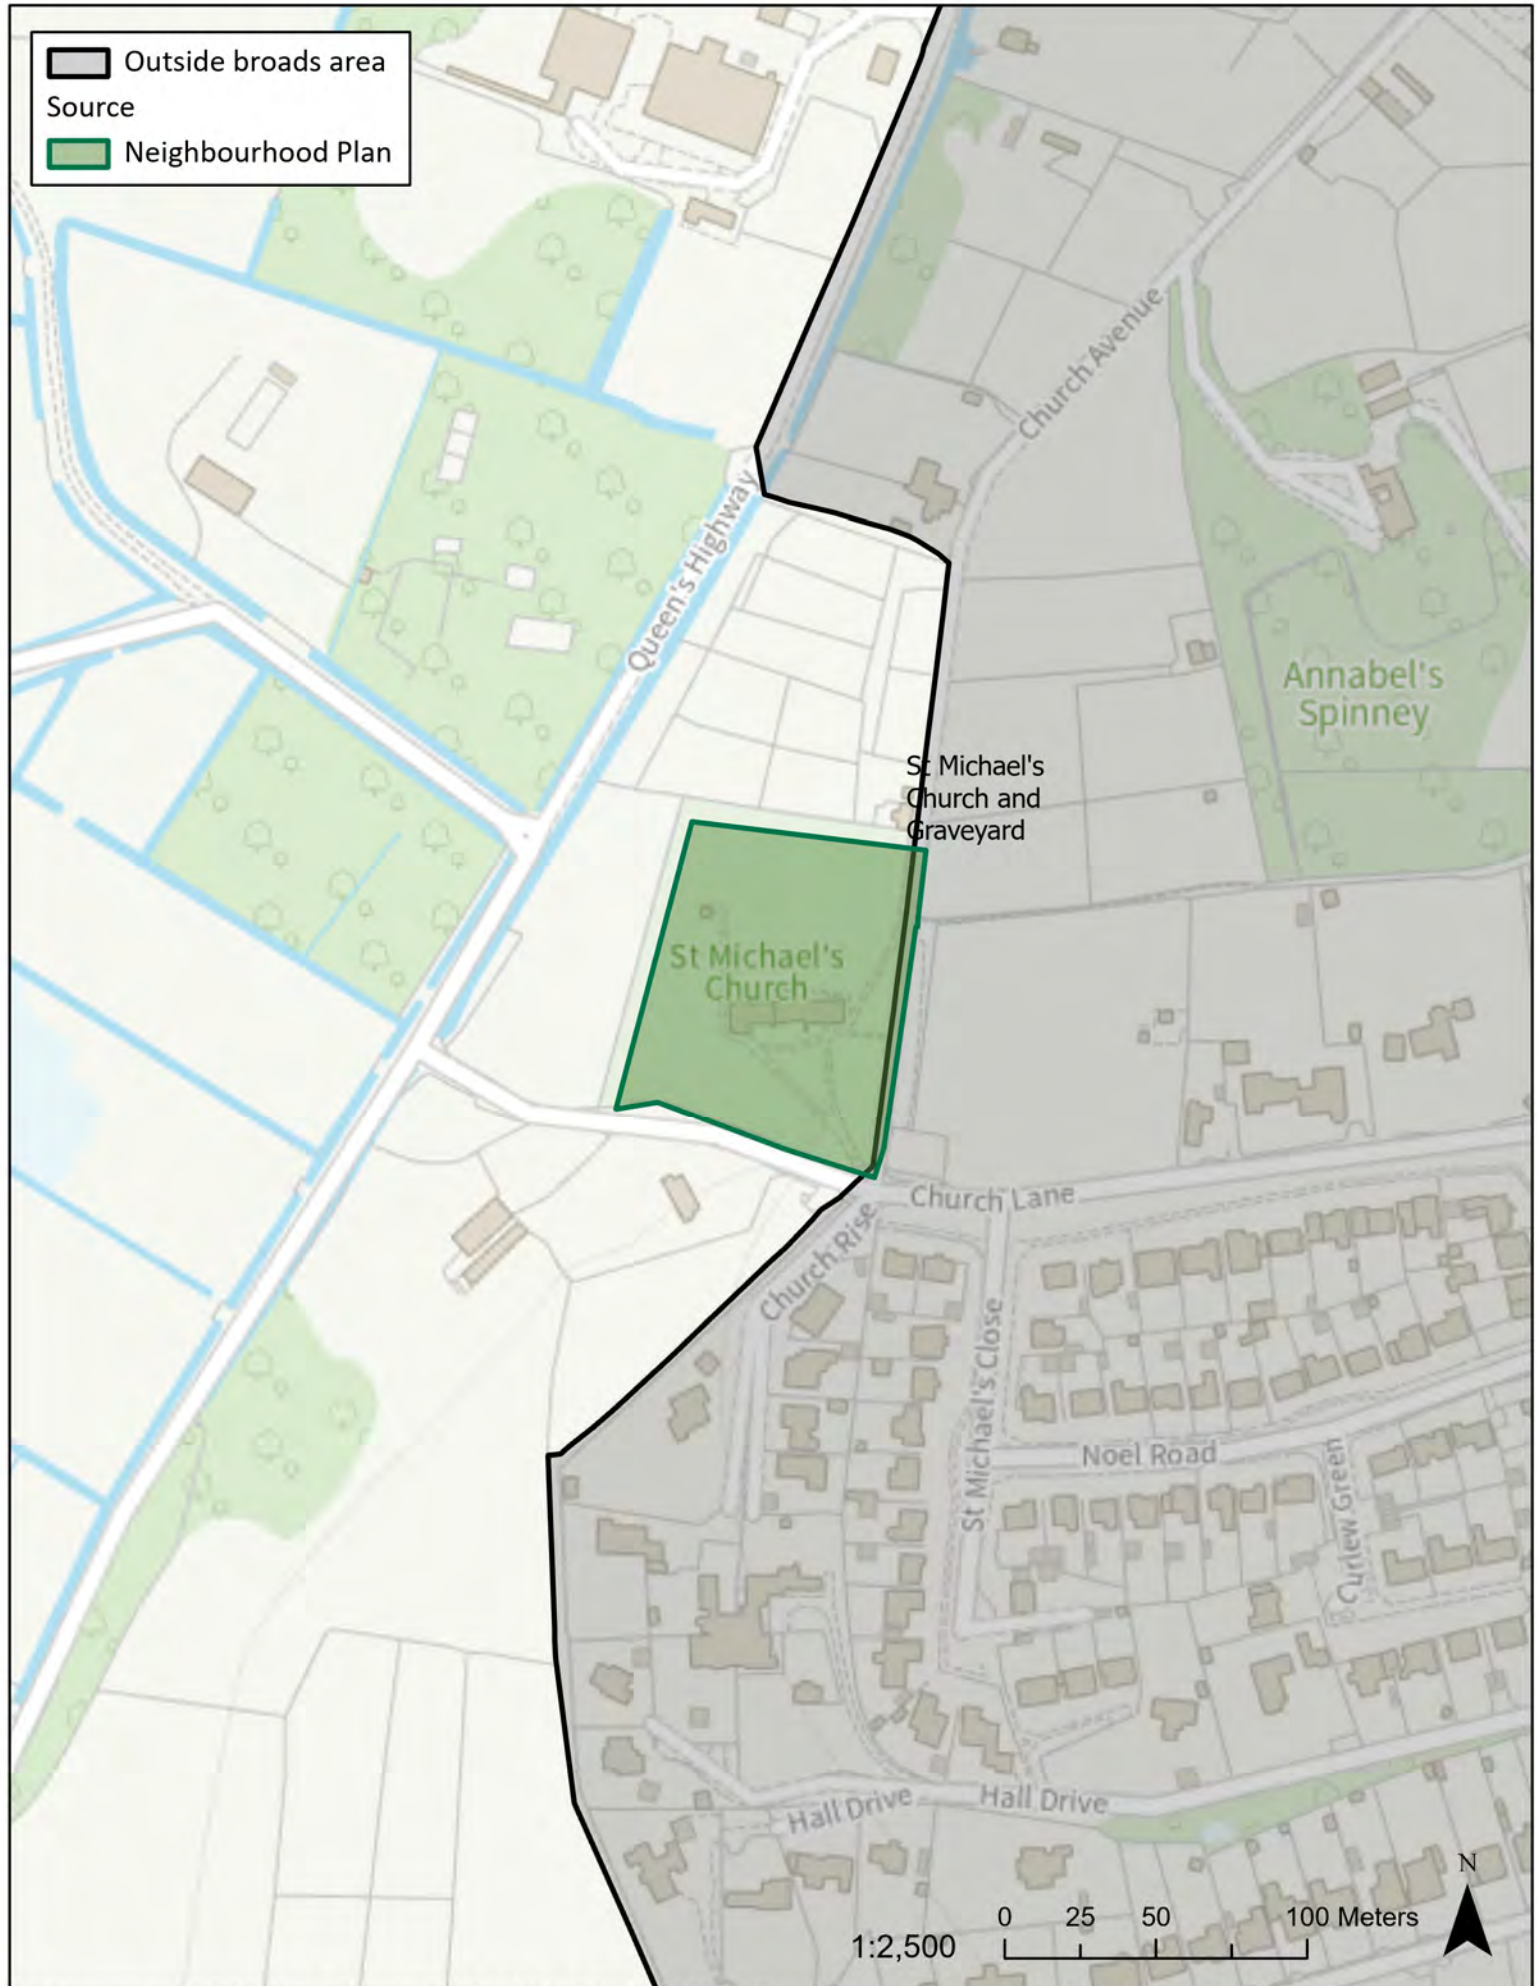 Outside broads area
Source
Neighbourhood Plan
Church Avenue
Queen's Highway
Annabel's
Spinney
St Michael's
Church and
Graveyard
St Michael's
Church
Church Lane
Church Rise
St Michael's Close
Noel Road
Curlew Green
Hall Drive
Hall Drive
N
0 25 50 100 Meters
1:2,500